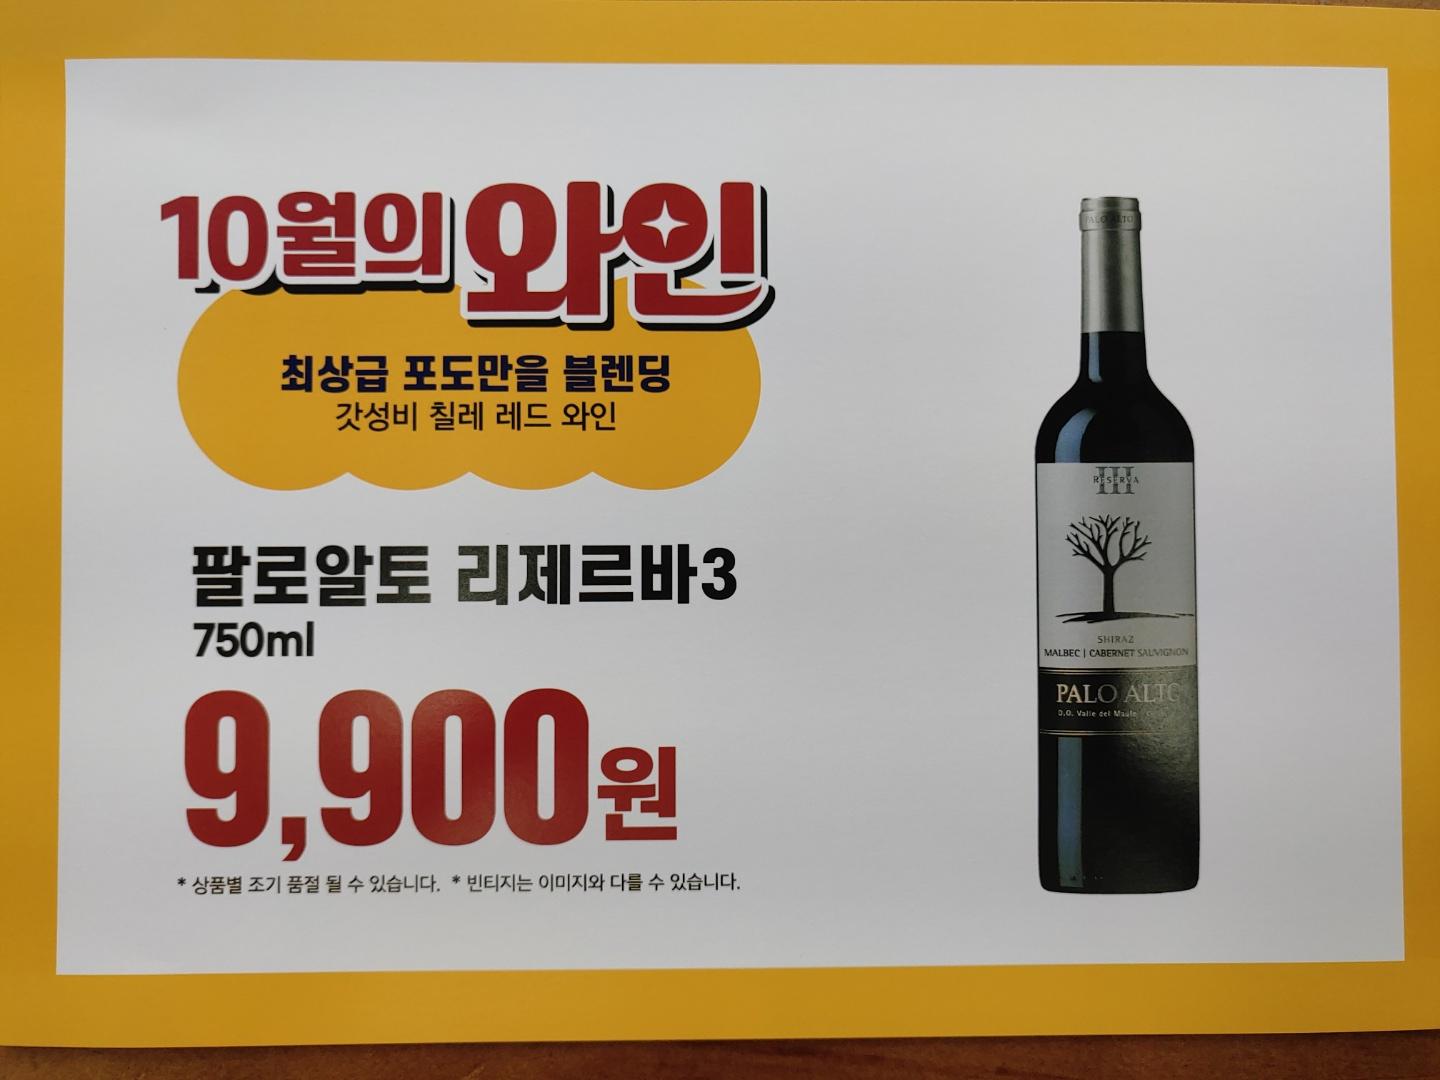 10월의 와인
최상급 포도만을 블렌딩
갓성비 칠레 레드 와인
팔로알토 리제르바3
750ml
9,900원
* 상품별 조기 품절 될 수 있습니다. * 빈티지는 이미지와 다를 수 있습니다.
PALO ALTO
III
RESERVA
SHIRAZ
MALBEC | CABERNET SAUVIGNON
PALO ALTO
D.O. Valle del Maule